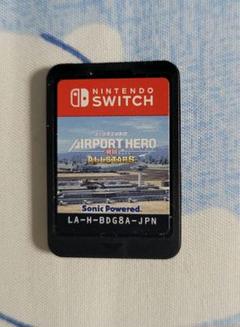 NINTENDO
SWITCH
AIRPORT HERO
ALLSTARS
Sonic Powered.
LA-H-BDG8A-JPN